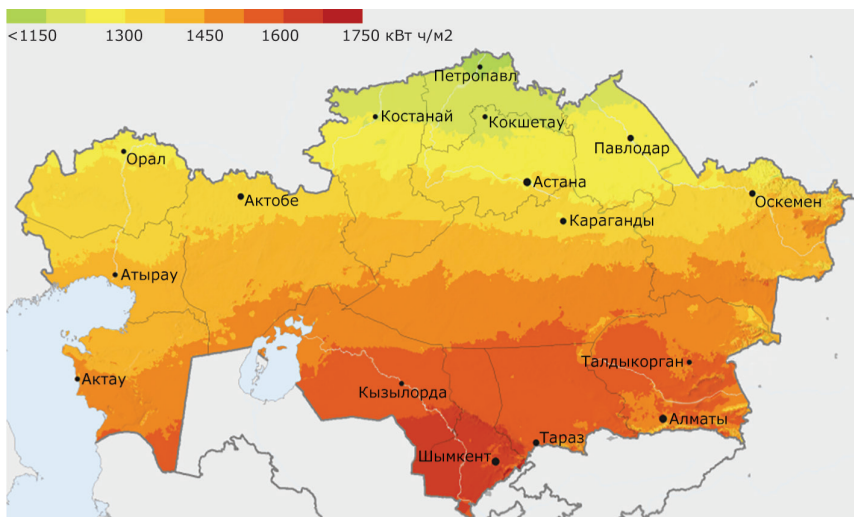 <1150 1300 1450 1600 1750 кВт ч/м2
Петропавл
Костанай
Кокшетау
Павлодар
Орал
Астана
Актобе
Оскемен
Караганды
Атырау
Талдыкорган
Актау
Кызылорда
Алматы
Тараз
Шымкент